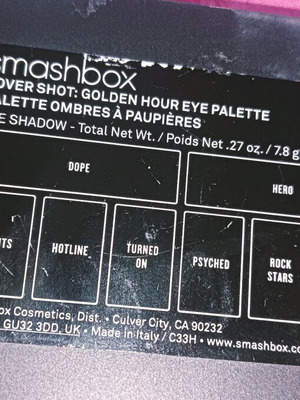 smashbox
OVER SHOT: GOLDEN HOUR EYE PALETTE
ALETTE OMBRES À PAUPIÈRES
E SHADOW - Total Net Wt. / Poids Net .27 oz. / 7.8 g
DOPE
HERO
HOTLINE
TURNED
ON
PSYCHED
ROCK
STARS
ox Cosmetics, Dist. • Culver City, CA 90232
GU32 3DD, UK • Made in Italy / C33H • www.smashbox.